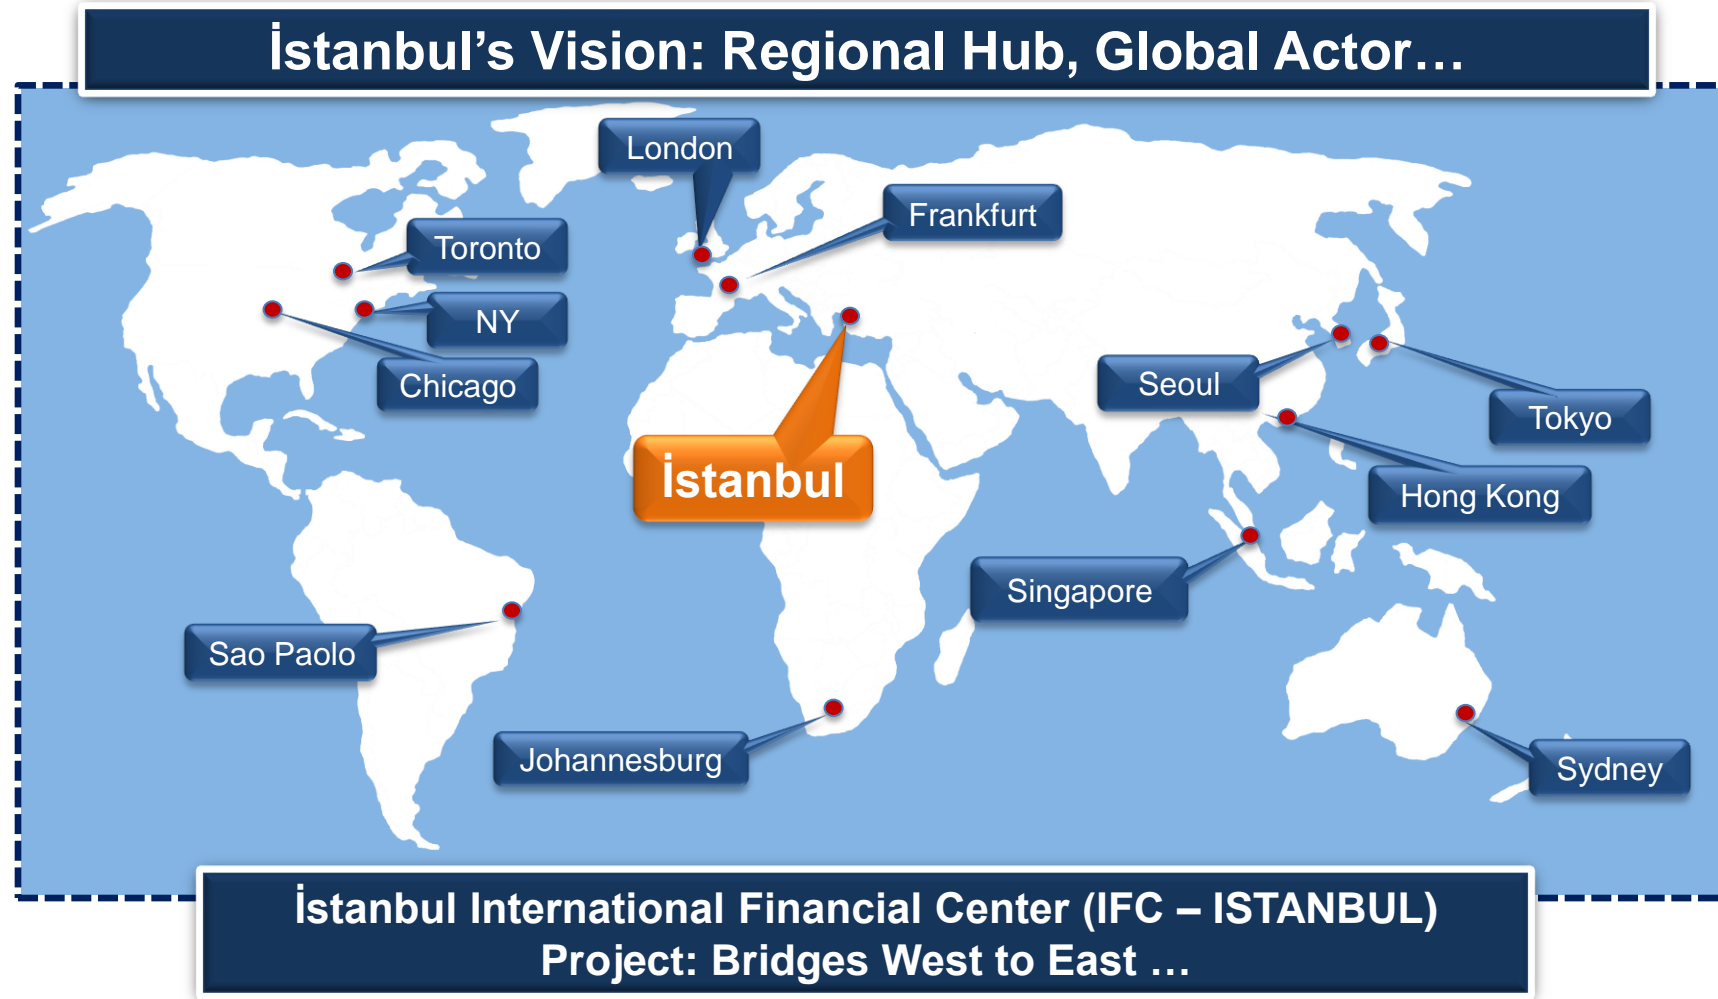 İstanbul’s Vision: Regional Hub, Global Actor…
London
Frankfurt
Toronto
NY
Chicago
Seoul
Tokyo
İstanbul
Hong Kong
Singapore
Sao Paolo
Johannesburg
Sydney
İstanbul International Financial Center (IFC – ISTANBUL)
Project: Bridges West to East …